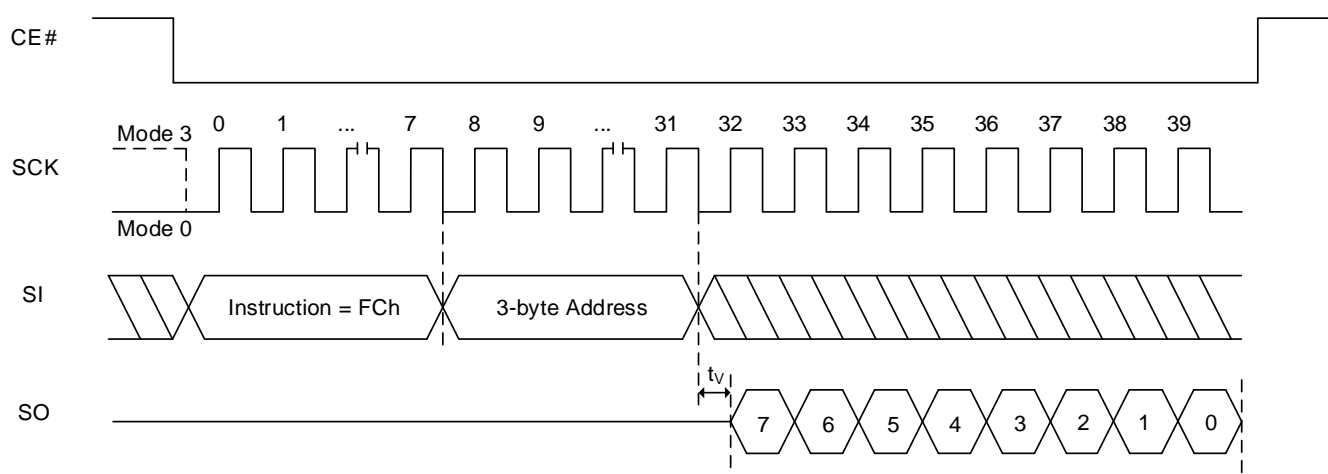 CE#
Mode 3 0 1 ... 7 8 9 ... 31 32 33 34 35 36 37 38 39
SCK
Mode 0
SI Instruction = FCh 3-byte Address
tV
SO 7 6 5 4 3 2 1 0